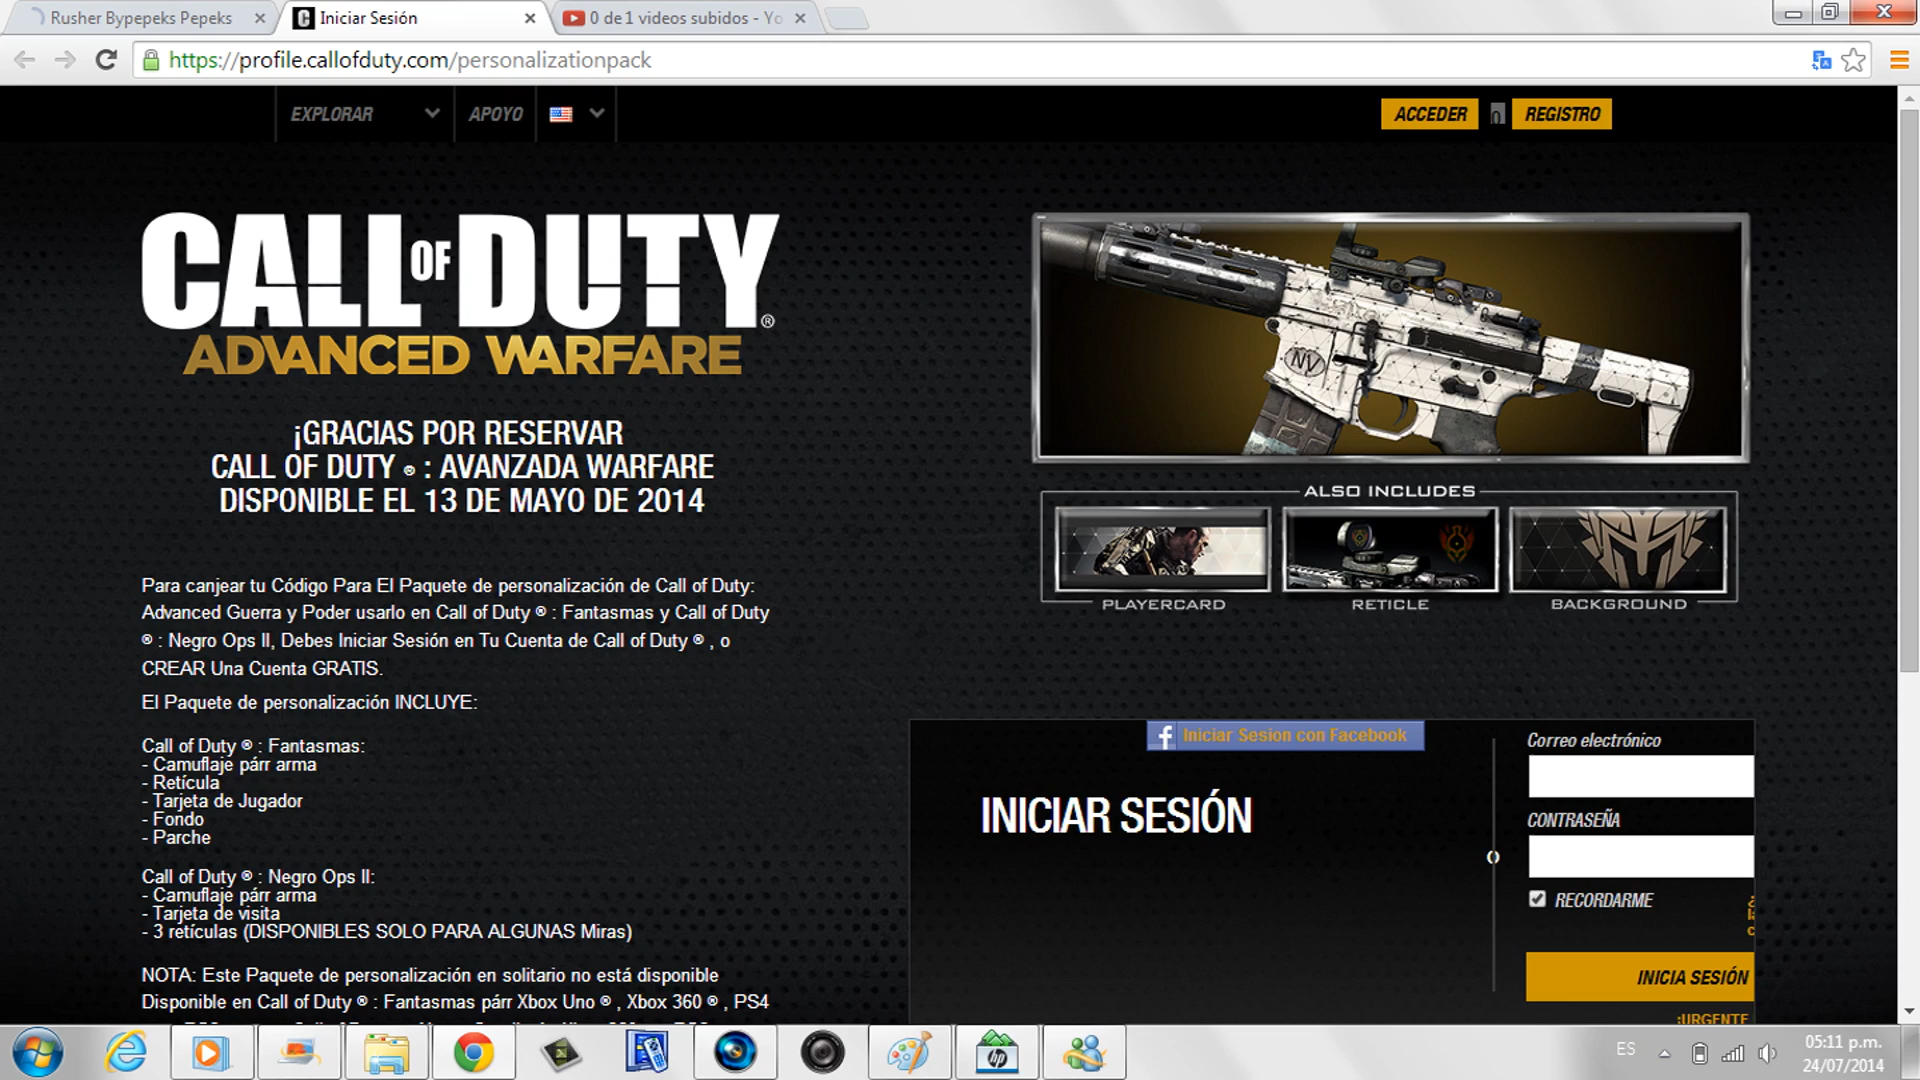 Rusher Bypepeks Pepeks
Iniciar Sesión
0 de 1 videos subidos - Yo
https://profile.callofduty.com/personalizationpack
EXPLORAR
APOYO
ACCEDER
REGISTRO
CALL OF DUTY®
ADVANCED WARFARE
¡GRACIAS POR RESERVAR
CALL OF DUTY ® : AVANZADA WARFARE
DISPONIBLE EL 13 DE MAYO DE 2014
ALSO INCLUDES
PLAYERCARD
RETICLE
BACKGROUND
Para canjear tu Código Para El Paquete de personalización de Call of Duty:
Advanced Guerra y Poder usarlo en Call of Duty ® : Fantasmas y Call of Duty
® : Negro Ops II, Debes Iniciar Sesión en Tu Cuenta de Call of Duty ® , o
CREAR Una Cuenta GRATIS.
El Paquete de personalización INCLUYE:
Call of Duty ® : Fantasmas:
- Camuflaje párr arma
- Retícula
- Tarjeta de Jugador
- Fondo
- Parche
Call of Duty ® : Negro Ops II:
- Camuflaje párr arma
- Tarjeta de visita
- 3 retículas (DISPONIBLES SOLO PARA ALGUNAS Miras)
NOTA: Este Paquete de personalización en solitario no está disponible
Disponible en Call of Duty ® : Fantasmas párr Xbox Uno ® , Xbox 360 ® , PS4
Iniciar Sesion con Facebook
INICIAR SESIÓN
o
Correo electrónico
CONTRASEÑA
RECORDARME
INICIA SESIÓN
¡URGENTE
ES
05:11 p.m.
24/07/2014